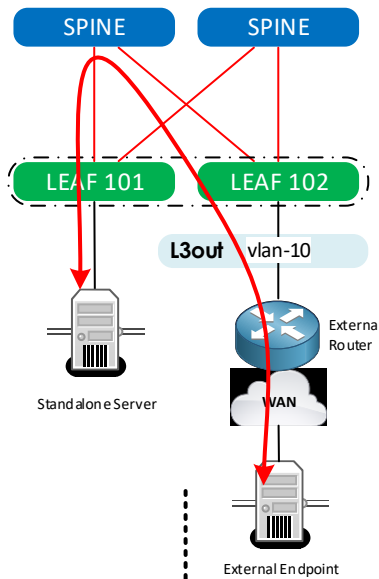 SPINE
SPINE
LEAF 101
LEAF 102
L3out vlan-10
Externa
Router
Standalone Server
WAN
External Endpoint